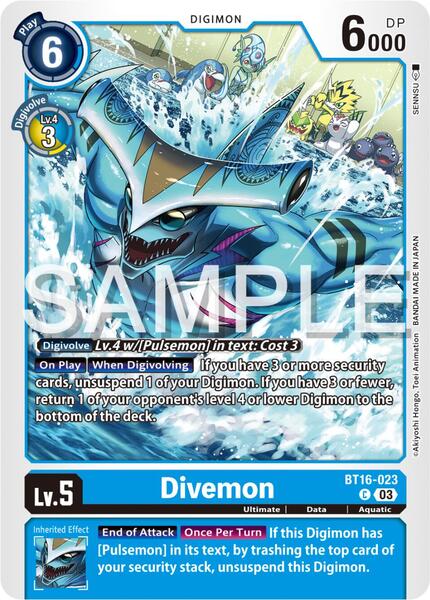 DIGIMON
Play
6
DP
6000
Digivolve
Lv.4
3
SENNSU
SAMPLE
©Akiyoshi Hongo, Toei Animation BANDAI MADE IN JAPAN
Digivolve Lv.4 w/[Pulsemon] in text: Cost 3
On Play When Digivolving If you have 3 or more security
cards, unsuspend 1 of your Digimon. If you have 3 or fewer,
return 1 of your opponent's level 4 or lower Digimon to the
bottom of the deck.
Lv.5
Divemon
BT16-023
C 03
Ultimate Data Aquatic
Inherited Effect
End of Attack Once Per Turn If this Digimon has
[Pulsemon] in its text, by trashing the top card of
your security stack, unsuspend this Digimon.